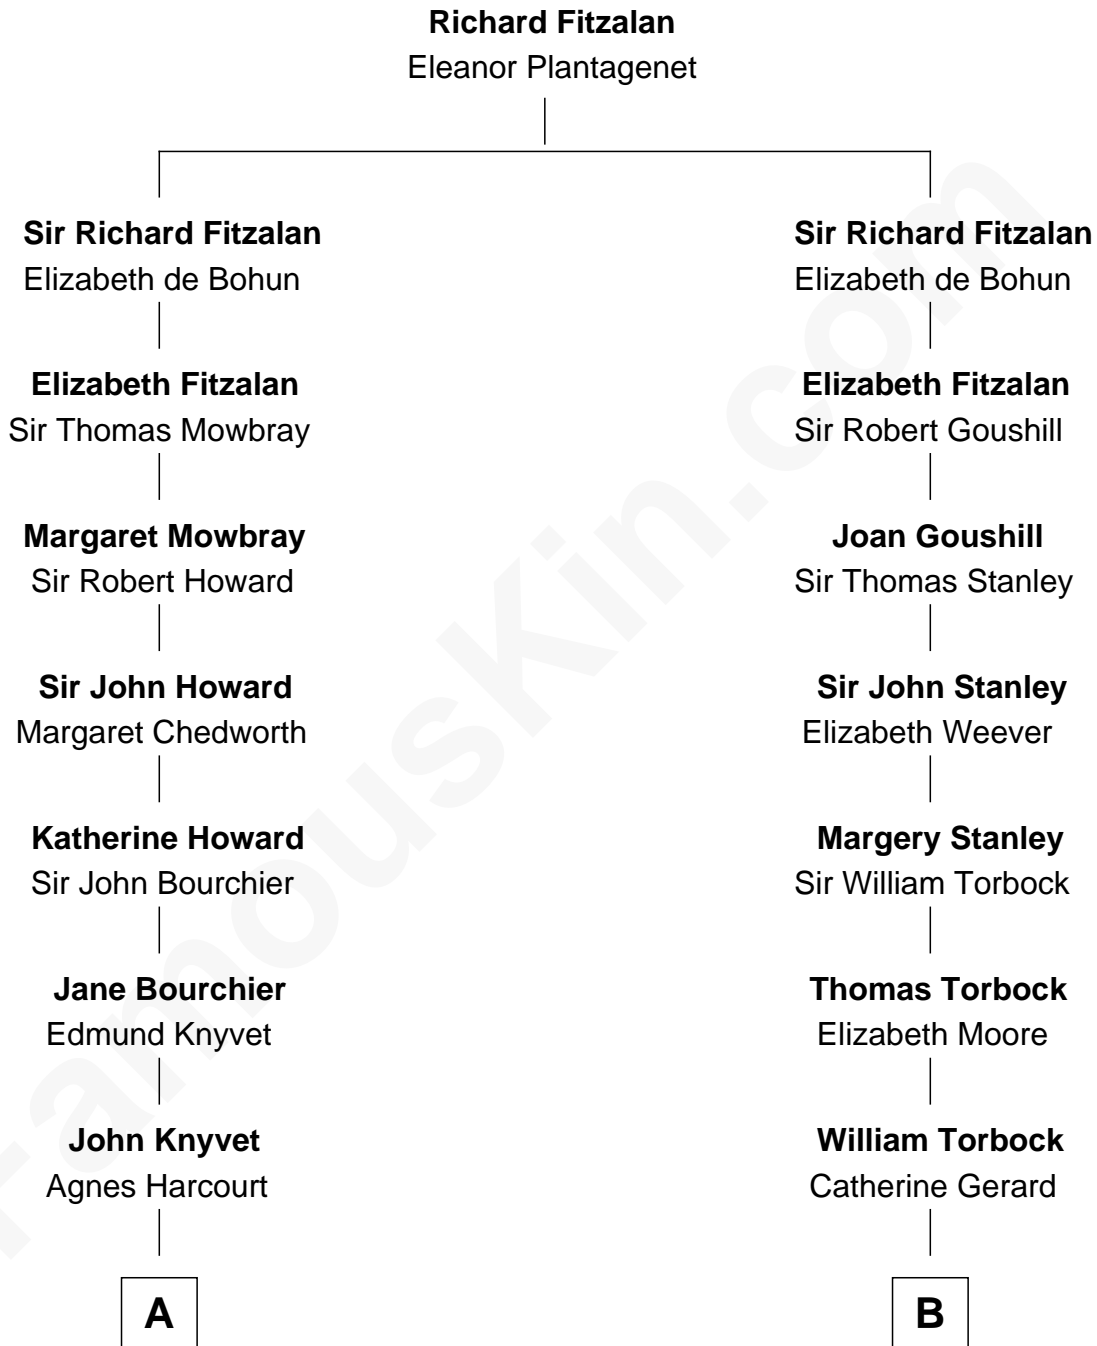 Richard Fitzalan
Eleanor Plantagenet
Sir Richard Fitzalan
Elizabeth de Bohun
Sir Richard Fitzalan
Elizabeth de Bohun
Elizabeth Fitzalan
Sir Thomas Mowbray
Elizabeth Fitzalan
Sir Robert Goushill
Margaret Mowbray
Sir Robert Howard
Joan Goushill
Sir Thomas Stanley
Sir John Howard
Margaret Chedworth
Sir John Stanley
Elizabeth Weever
Katherine Howard
Sir John Bourchier
Margery Stanley
Sir William Torbock
Jane Bourchier
Edmund Knyvet
Thomas Torbock
Elizabeth Moore
John Knyvet
Agnes Harcourt
William Torbock
Catherine Gerard
A
B
FamousKin.com